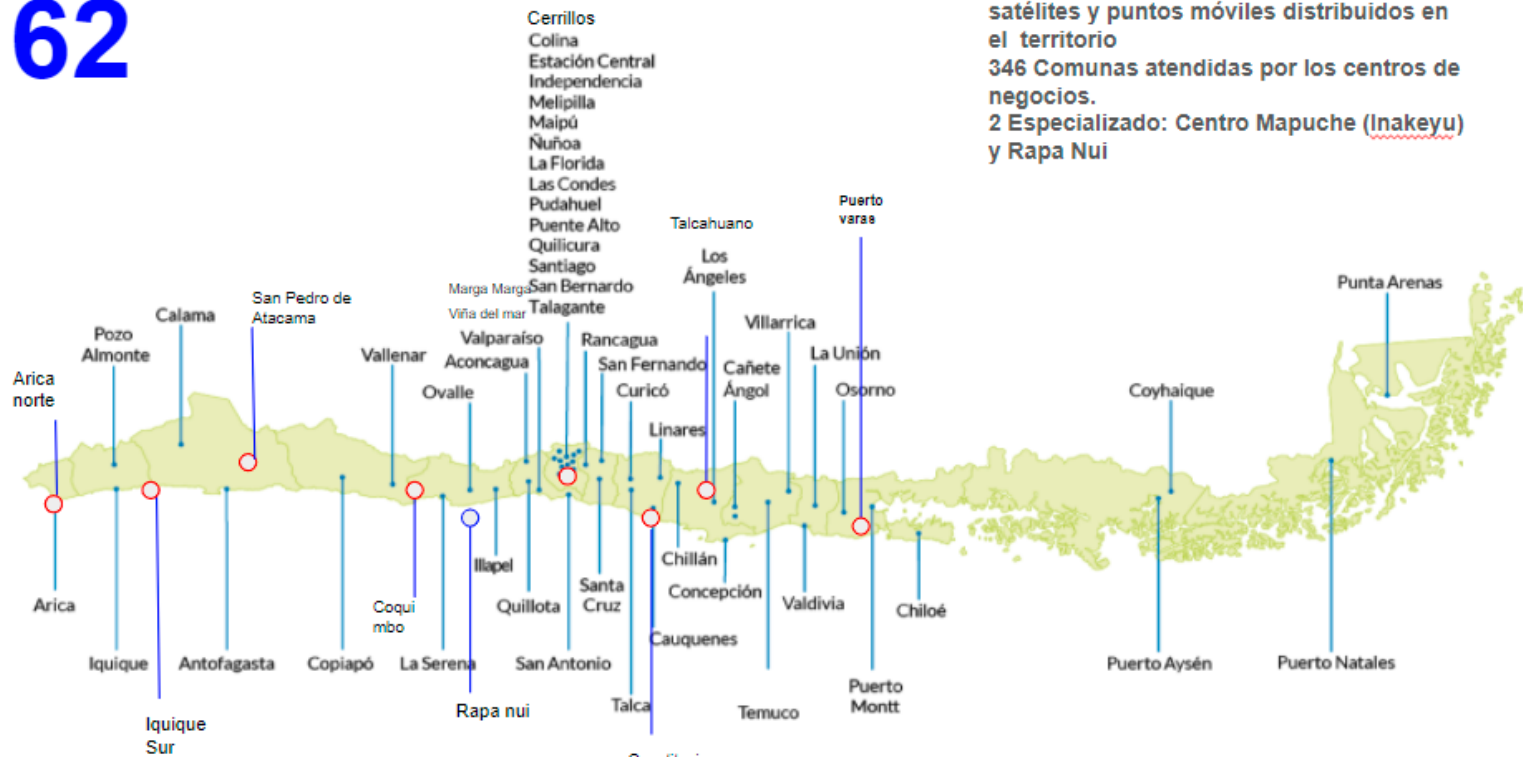 62
satélites y puntos móviles distribuidos en
el territorio
346 Comunas atendidas por los centros de
negocios.
2 Especializado: Centro Mapuche (Inakeyu)
y Rapa Nui
Cerrillos
Colina
Estación Central
Independencia
Melipilla
Maipú
Ñuñoa
La Florida
Las Condes
Pudahuel
Puente Alto
Quilicura
Santiago
San Bernardo
Talagante
Arica
norte
Pozo
Almonte
Calama
San Pedro de
Atacama
Vallenar
Ovalle
Marga Marga
Viña del mar
Valparaíso
Aconcagua
Rancagua
San Fernando
Curicó
Linares
Talcahuano
Los
Ángeles
Cañete
Ángol
Villarrica
La Unión
Puerto
varas
Osorno
Coyhaique
Punta Arenas
Arica
Iquique
Iquique
Sur
Antofagasta
Copiapó
Coqui
mbo
La Serena
Rapa nui
Illapel
Quillota
San Antonio
Santa
Cruz
Talca
Cauquenes
Chillán
Concepción
Temuco
Valdivia
Puerto
Montt
Chiloé
Puerto Aysén
Puerto Natales